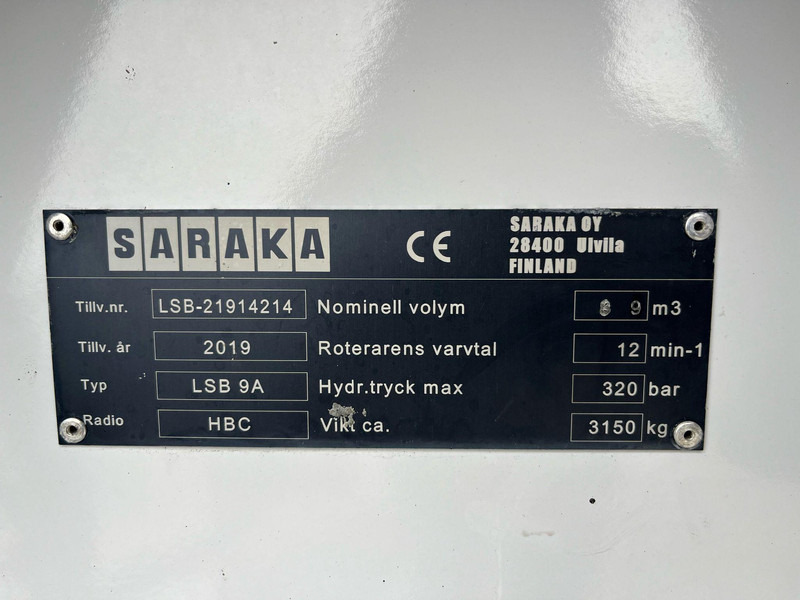 SARAKA CE SARAKA OY
28400 Ulvila
FINLAND
Tillv.nr. LSB-21914214 Nominell volym 9 m3
Tillv. år 2019 Roterarens varvtal 12 min-1
Typ LSB 9A Hydr.tryck max 320 bar
Radio HBC Vikt ca. 3150 kg